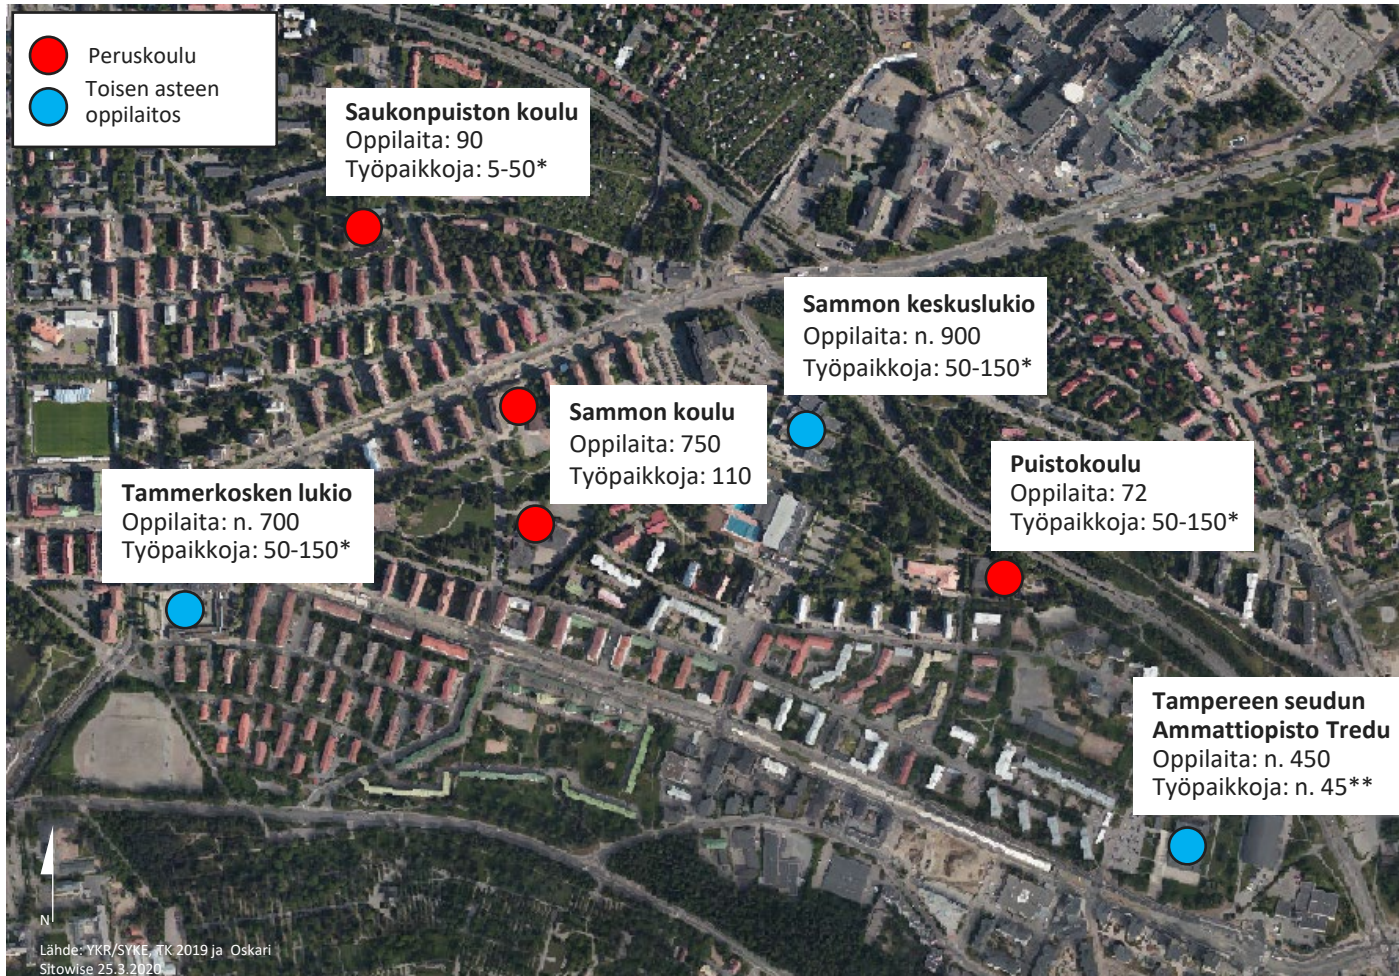 Peruskoulu
Toisen asteen
oppilaitos
Saukonpuiston koulu
Oppilaita: 90
Työpaikkoja: 5-50*
Sammon keskuslukio
Oppilaita: n. 900
Työpaikkoja: 50-150*
Sammon koulu
Oppilaita: 750
Työpaikkoja: 110
Puistokoulu
Oppilaita: 72
Työpaikkoja: 50-150*
Tammerkosken lukio
Oppilaita: n. 700
Työpaikkoja: 50-150*
Tampereen seudun
Ammattiopisto Tredu
Oppilaita: n. 450
Työpaikkoja: n. 45**
N
Lähde: YKR/SYKE, TK 2019 ja Oskari
Sitowise 25.3.2020